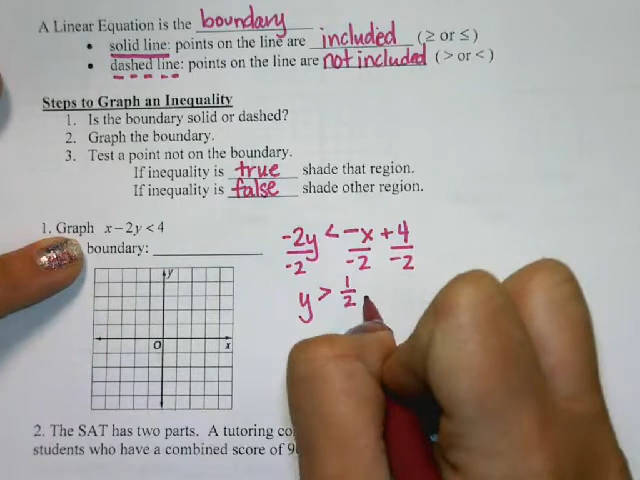 A Linear Equation is the boundary
• solid line: points on the line are included (≥ or ≤)
• dashed line: points on the line are not included (> or <)
Steps to Graph an Inequality
1. Is the boundary solid or dashed?
2. Graph the boundary.
3. Test a point not on the boundary.
If inequality is true shade that region.
If inequality is false shade other region.
1. Graph x − 2y < 4
boundary: ___________
-2y < -x + 4
-2 -2 -2
y > 1/2
y
O x
2. The SAT has two parts. A tutoring
students who have a combined score of